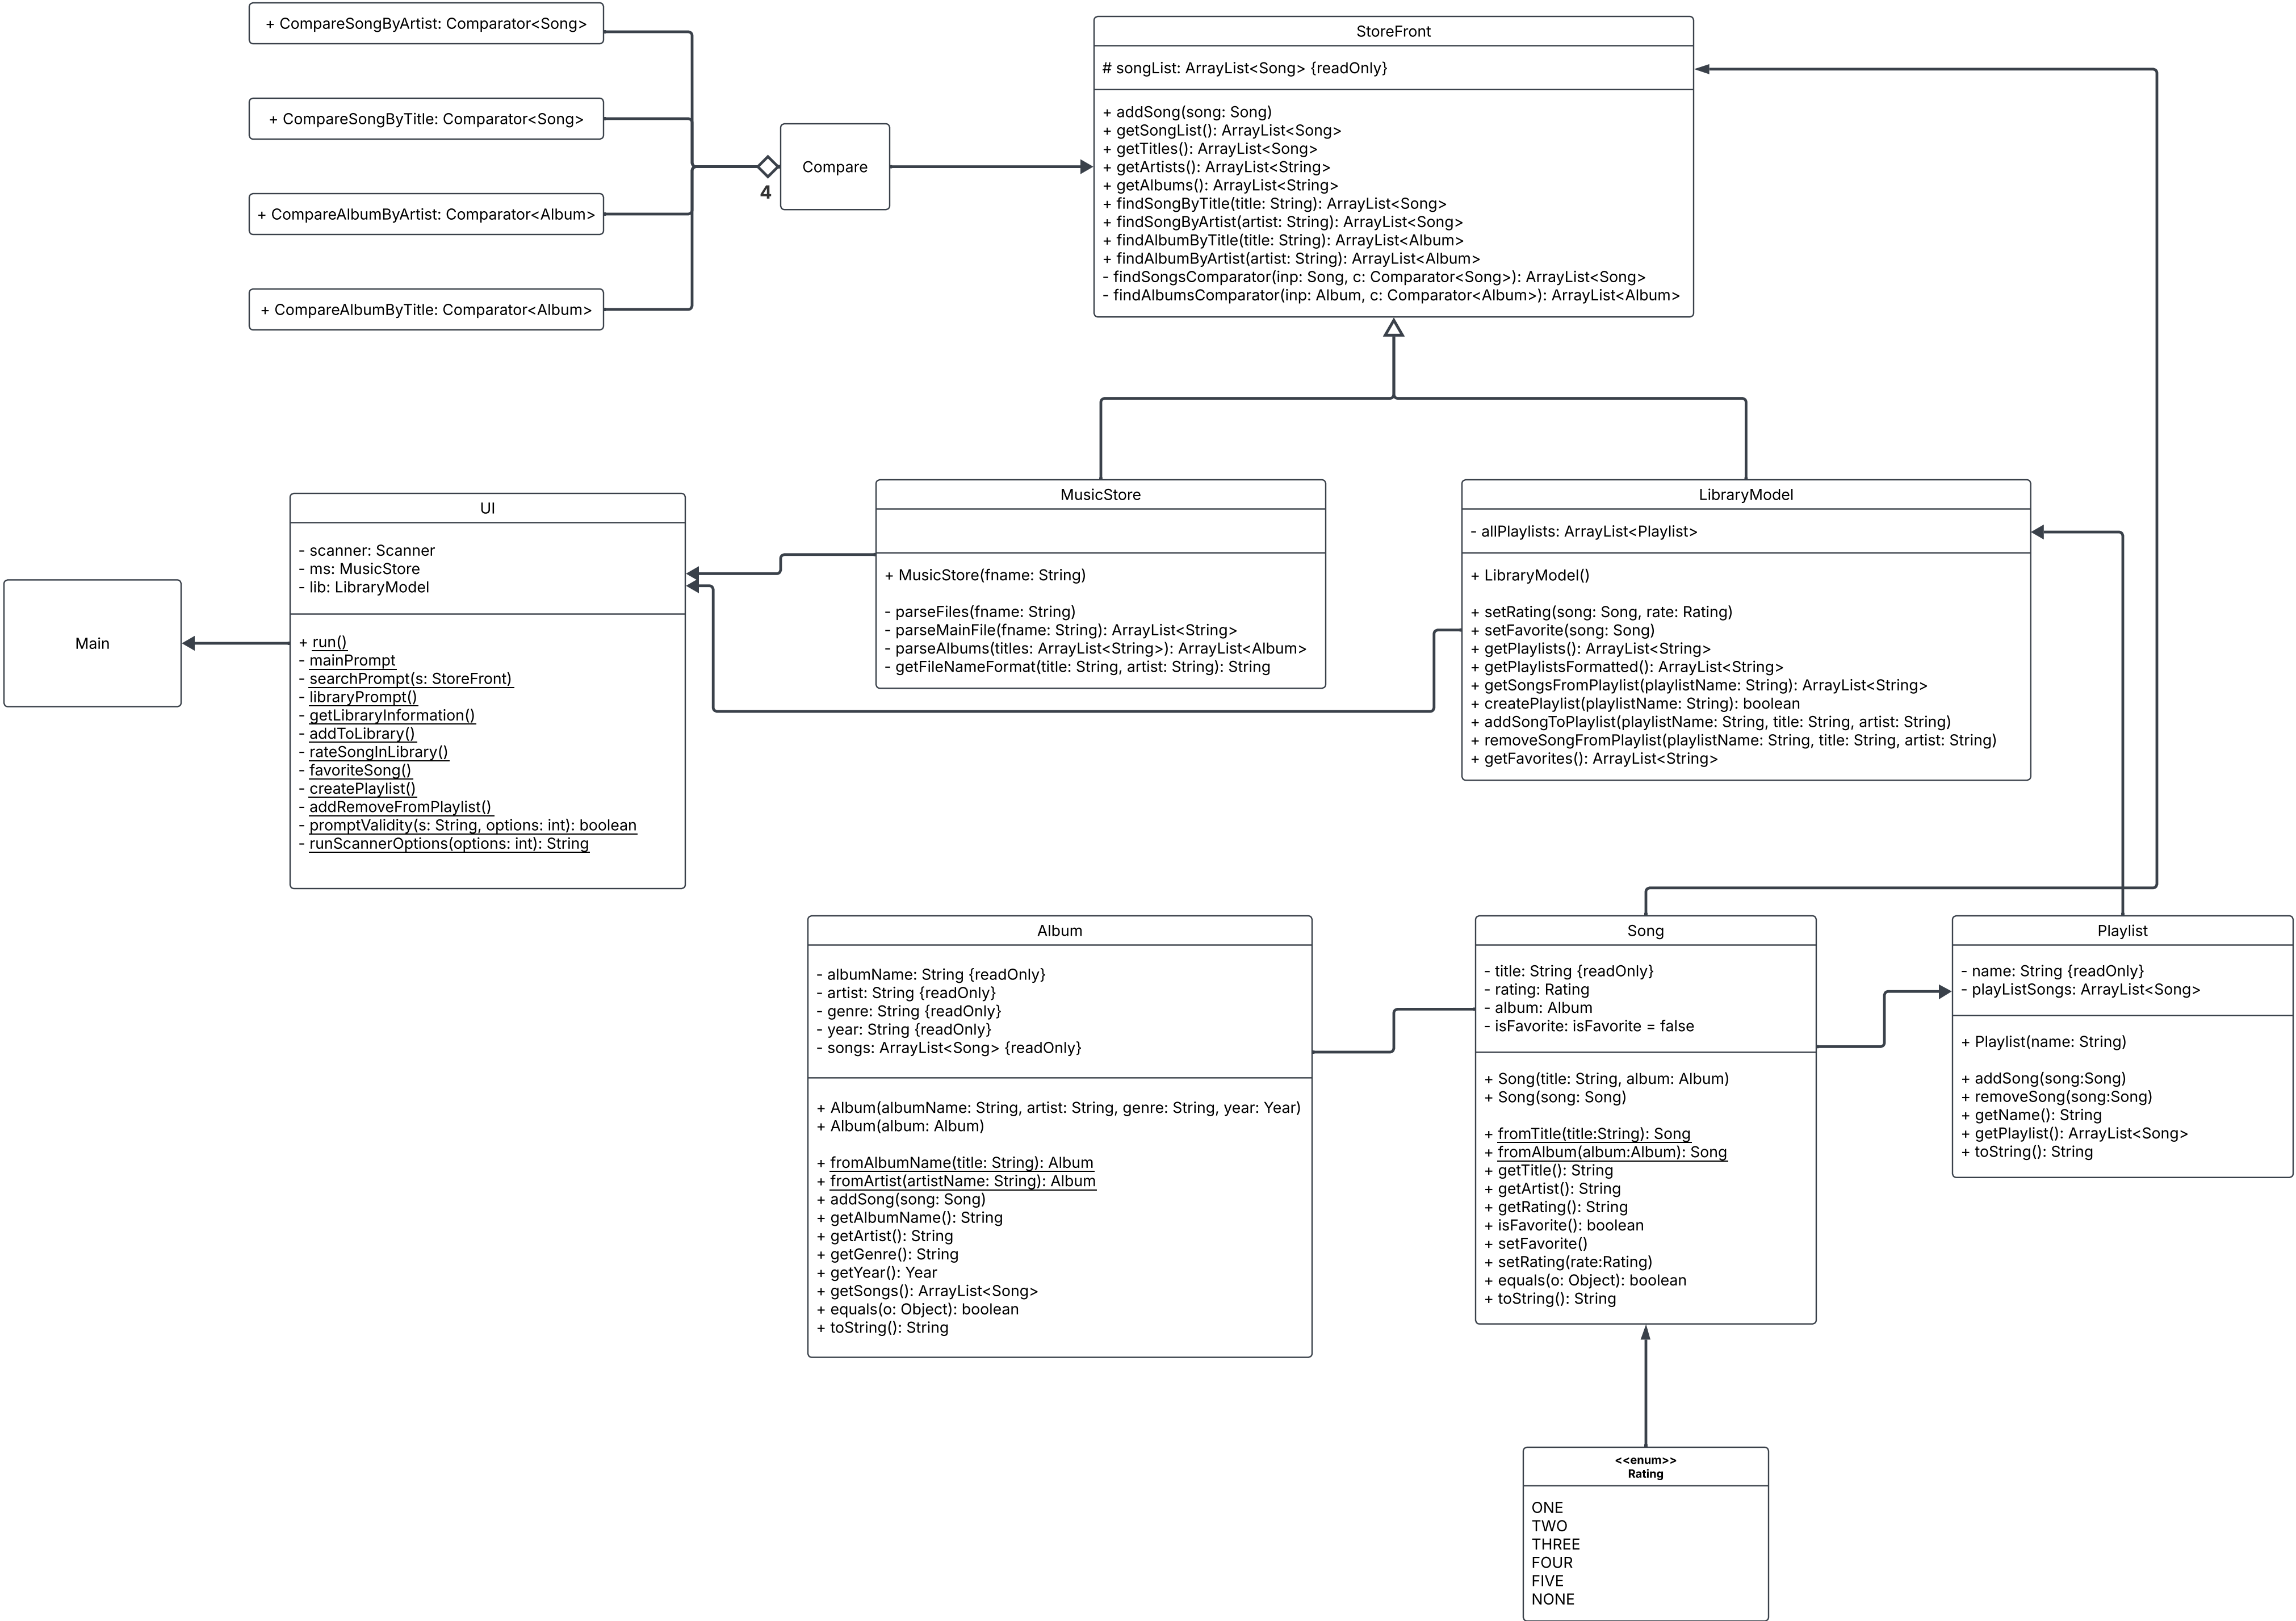 + CompareSongByArtist: Comparator<Song>
+ CompareSongByTitle: Comparator<Song>
+ CompareAlbumByArtist: Comparator<Album>
+ CompareAlbumByTitle: Comparator<Album>
4
Compare
StoreFront
# songList: ArrayList<Song> {readOnly}
+ addSong(song: Song)
+ getSongList(): ArrayList<Song>
+ getTitles(): ArrayList<Song>
+ getArtists(): ArrayList<String>
+ getAlbums(): ArrayList<String>
+ findSongByTitle(title: String): ArrayList<Song>
+ findSongByArtist(artist: String): ArrayList<Song>
+ findAlbumByTitle(title: String): ArrayList<Album>
+ findAlbumByArtist(artist: String): ArrayList<Album>
- findSongsComparator(inp: Song, c: Comparator<Song>): ArrayList<Song>
- findAlbumsComparator(inp: Album, c: Comparator<Album>): ArrayList<Album>
Main
UI
- scanner: Scanner
- ms: MusicStore
- lib: LibraryModel
+ run()
- mainPrompt
- searchPrompt(s: StoreFront)
- libraryPrompt()
- getLibraryInformation()
- addToLibrary()
- rateSongInLibrary()
- favoriteSong()
- createPlaylist()
- addRemoveFromPlaylist()
- promptValidity(s: String, options: int): boolean
- runScannerOptions(options: int): String
MusicStore
+ MusicStore(fname: String)
- parseFiles(fname: String)
- parseMainFile(fname: String): ArrayList<String>
- parseAlbums(titles: ArrayList<String>): ArrayList<Album>
- getFileNameFormat(title: String, artist: String): String
LibraryModel
- allPlaylists: ArrayList<Playlist>
+ LibraryModel()
+ setRating(song: Song, rate: Rating)
+ setFavorite(song: Song)
+ getPlaylists(): ArrayList<String>
+ getPlaylistsFormatted(): ArrayList<String>
+ getSongsFromPlaylist(playlistName: String): ArrayList<String>
+ createPlaylist(playlistName: String): boolean
+ addSongToPlaylist(playlistName: String, title: String, artist: String)
+ removeSongFromPlaylist(playlistName: String, title: String, artist: String)
+ getFavorites(): ArrayList<String>
Album
- albumName: String {readOnly}
- artist: String {readOnly}
- genre: String {readOnly}
- year: String {readOnly}
- songs: ArrayList<Song> {readOnly}
+ Album(albumName: String, artist: String, genre: String, year: Year)
+ Album(album: Album)
+ fromAlbumName(title: String): Album
+ fromArtist(artistName: String): Album
+ addSong(song: Song)
+ getAlbumName(): String
+ getArtist(): String
+ getGenre(): String
+ getYear(): Year
+ getSongs(): ArrayList<Song>
+ equals(o: Object): boolean
+ toString(): String
Song
- title: String {readOnly}
- rating: Rating
- album: Album
- isFavorite: isFavorite = false
+ Song(title: String, album: Album)
+ Song(song: Song)
+ fromTitle(title:String): Song
+ fromAlbum(album:Album): Song
+ getTitle(): String
+ getArtist(): String
+ getRating(): String
+ isFavorite(): boolean
+ setFavorite()
+ setRating(rate:Rating)
+ equals(o: Object): boolean
+ toString(): String
Playlist
- name: String {readOnly}
- playListSongs: ArrayList<Song>
+ Playlist(name: String)
+ addSong(song:Song)
+ removeSong(song:Song)
+ getName(): String
+ getPlaylist(): ArrayList<Song>
+ toString(): String
<<enum>>
Rating
ONE
TWO
THREE
FOUR
FIVE
NONE